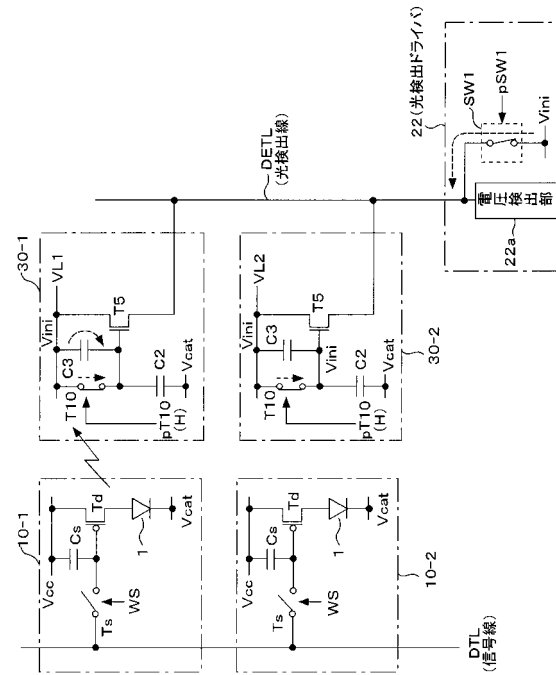 10-1
Vcc
Cs
Td
Ts
WS
1
Vcat
10-2
Vcc
Cs
Td
Ts
WS
1
Vcat
DTL
(信号線)
30-1
Vini
VL1
C3
T10
T5
C2
pT10
(H)
Vcat
30-2
VL2
C3
T10
Vini
T5
C2
pT10
(H)
Vcat
DETL
(光検出線)
22(光検出ドライバ)
SW1
pSW1
Vini
電圧検出部
22a